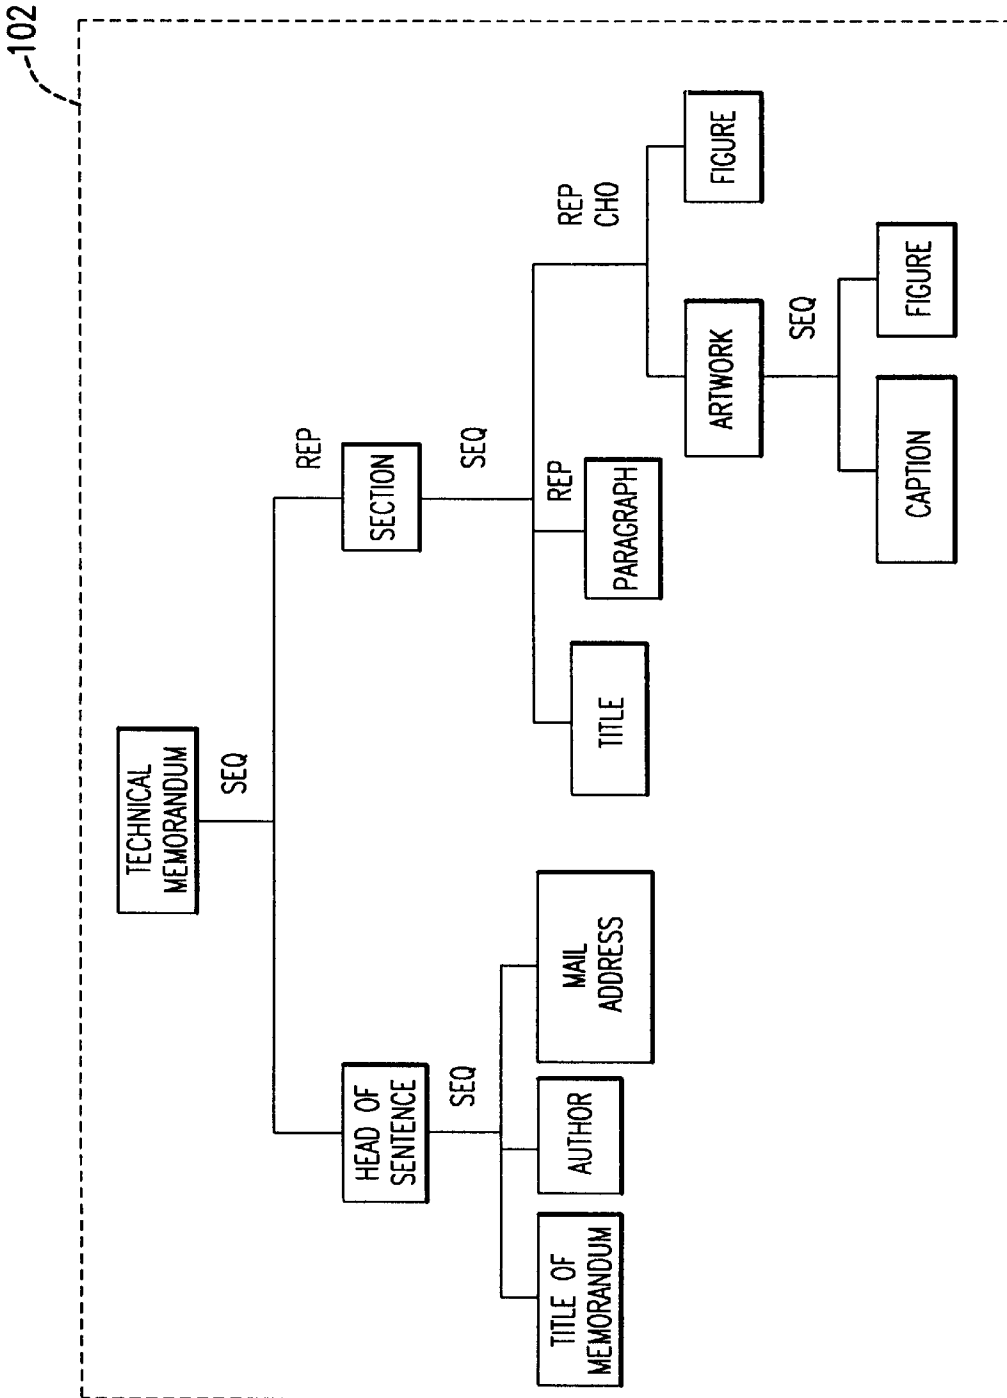 102
TECHNICAL
MEMORANDUM
SEQ
HEAD OF
SENTENCE
REP
SECTION
SEQ
SEQ
TITLE OF
MEMORANDUM
AUTHOR
MAIL
ADDRESS
TITLE
REP
PARAGRAPH
REP
CHO
ARTWORK
FIGURE
SEQ
CAPTION
FIGURE